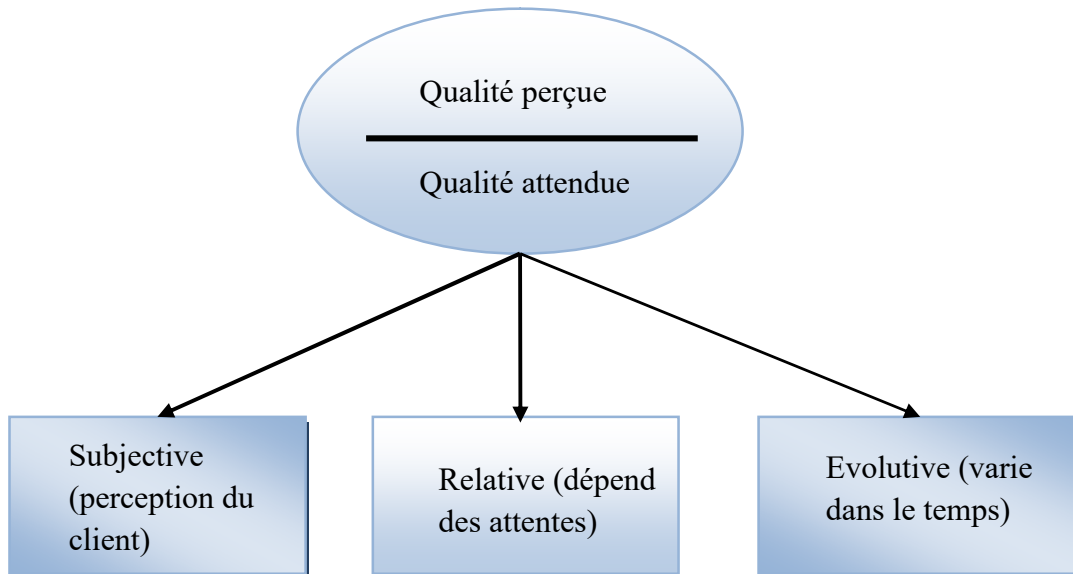 Qualité perçue
Qualité attendue
Subjective
(perception du
client)
Relative (dépend
des attentes)
Evolutive (varie
dans le temps)